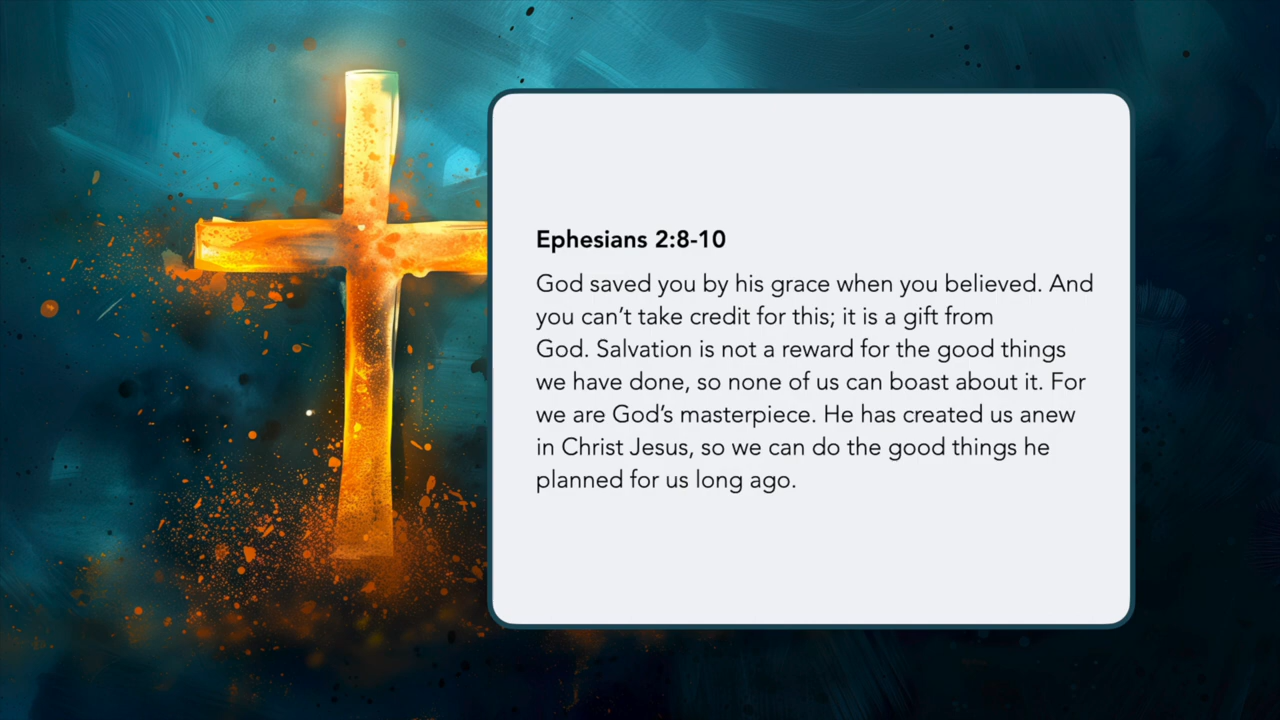 Ephesians 2:8-10
God saved you by his grace when you believed. And
you can’t take credit for this; it is a gift from
God. Salvation is not a reward for the good things
we have done, so none of us can boast about it. For
we are God’s masterpiece. He has created us anew
in Christ Jesus, so we can do the good things he
planned for us long ago.